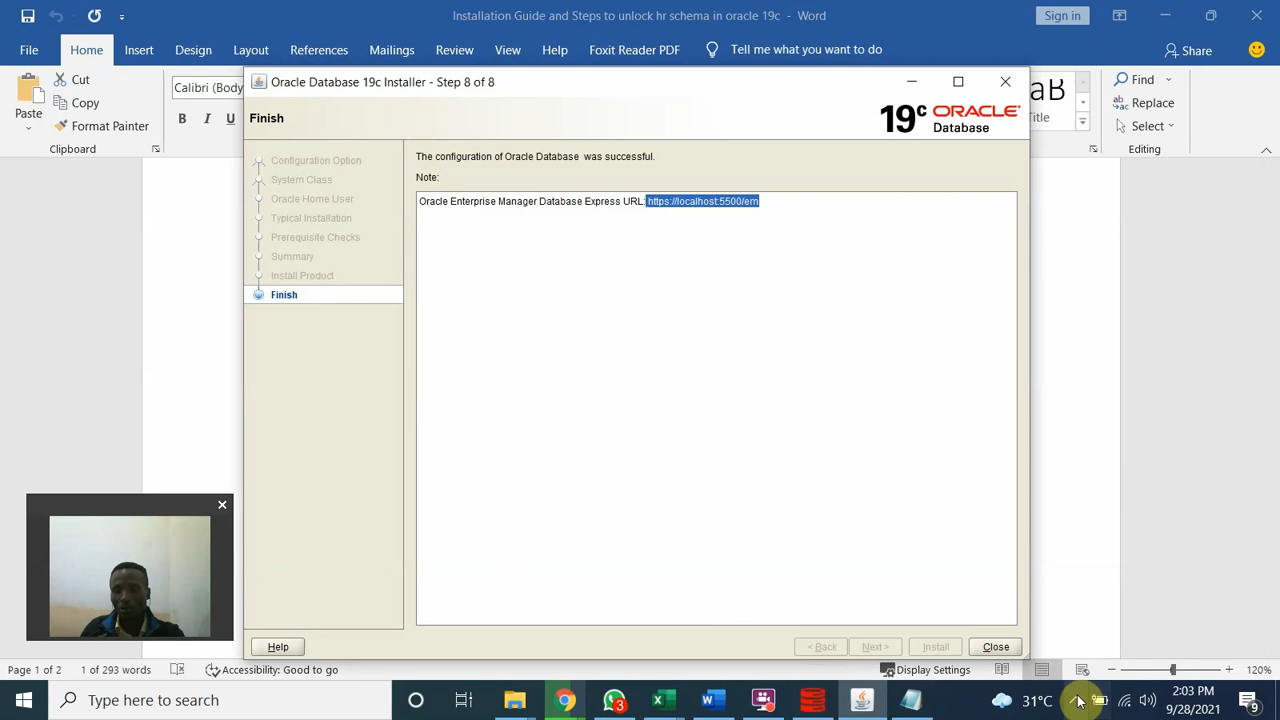 Installation Guide and Steps to unlock hr schema in oracle 19c - Word
Sign in
File Home Insert Design Layout References Mailings Review View Help Foxit Reader PDF Tell me what you want to do Share
Paste
Cut
Copy
Format Painter
Clipboard
Calibri (Body
B I U
Title
Find
Replace
Select
Editing
Oracle Database 19c Installer - Step 8 of 8
Finish
19c ORACLE
Database
Configuration Option
System Class
Oracle Home User
Typical Installation
Prerequisite Checks
Summary
Install Product
Finish
The configuration of Oracle Database was successful.
Note:
Oracle Enterprise Manager Database Express URL: https://localhost:5500/em
Help
< Back Next > Install Close
Page 1 of 2 1 of 293 words Accessibility: Good to go Display Settings 120%
Type here to search
3
31°C
2:03 PM
9/28/2021
9